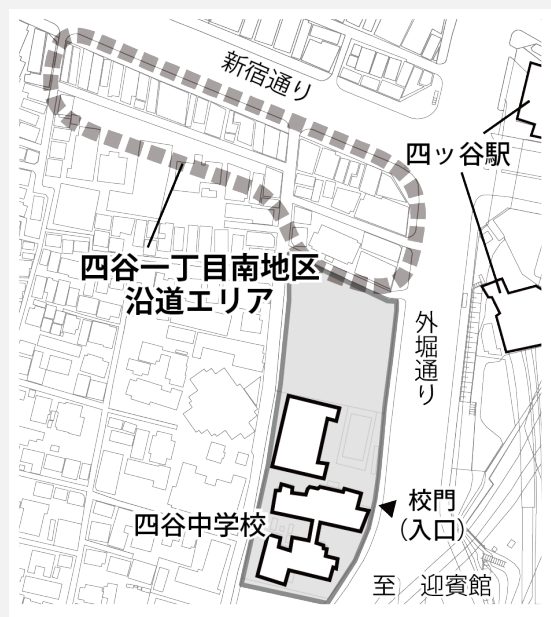 新宿通り
四ッ谷駅
四谷一丁目南地区
沿道エリア
外堀通り
校門
(入口)
四谷中学校
至　迎賓館